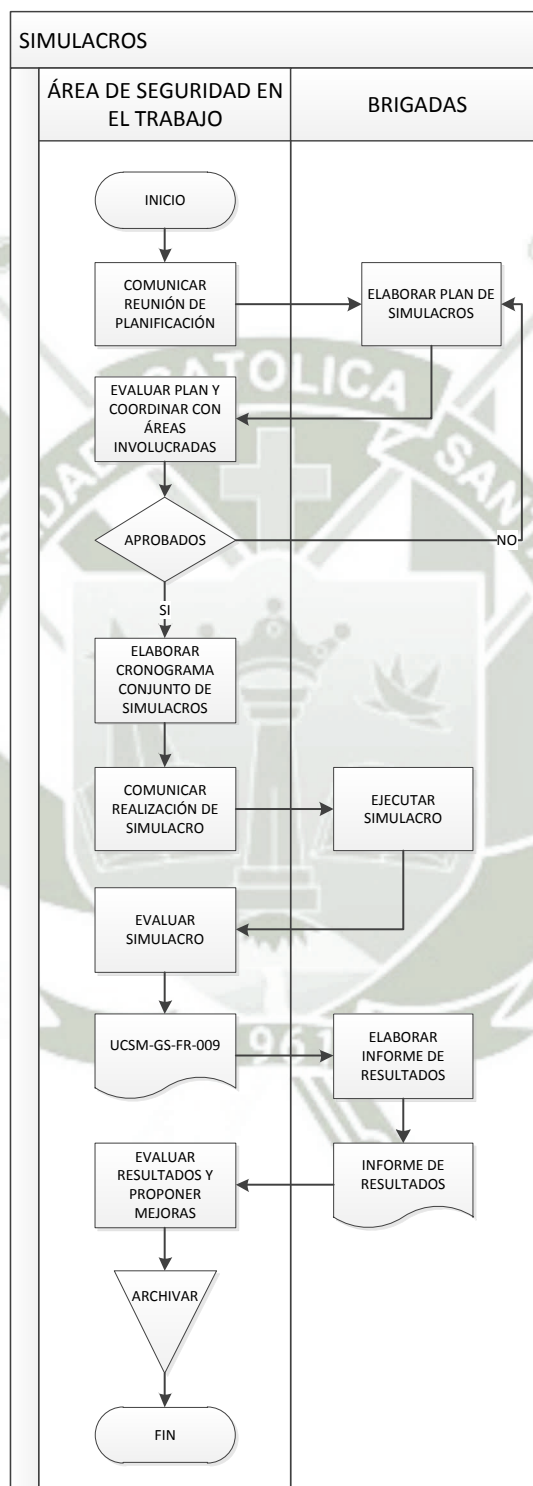 SIMULACROS
ÁREA DE SEGURIDAD EN
EL TRABAJO
BRIGADAS
INICIO
COMUNICAR
REUNIÓN DE
PLANIFICACIÓN
ELABORAR PLAN DE
SIMULACROS
EVALUAR PLAN Y
COORDINAR CON
ÁREAS
INVOLUCRADAS
APROBADOS
NO
SI
ELABORAR
CRONOGRAMA
CONJUNTO DE
SIMULACROS
COMUNICAR
REALIZACIÓN DE
SIMULACRO
EJECUTAR
SIMULACRO
EVALUAR
SIMULACRO
UCSM-GS-FR-009
ELABORAR
INFORME DE
RESULTADOS
INFORME DE
RESULTADOS
EVALUAR
RESULTADOS Y
PROPONER
MEJORAS
ARCHIVAR
FIN
CATOLICA
961